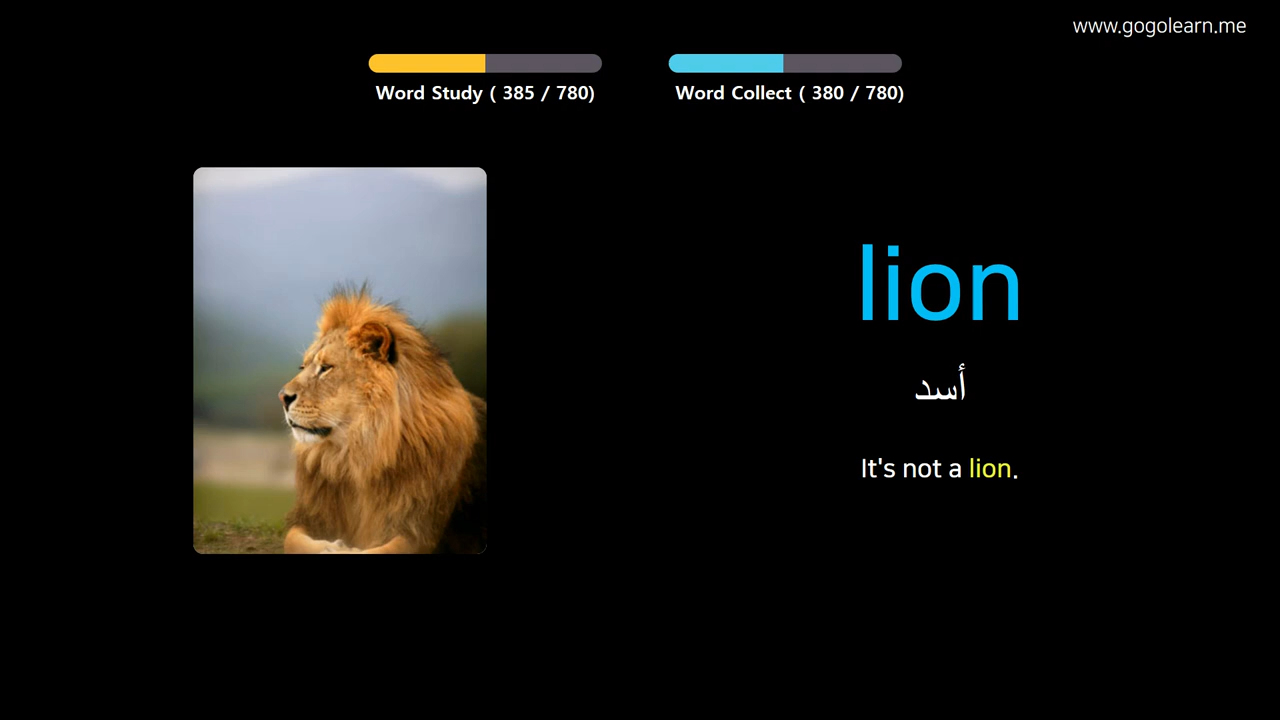 www.gogolearn.me
Word Study ( 385 / 780)
Word Collect ( 380 / 780)
lion
أسد
It's not a lion.